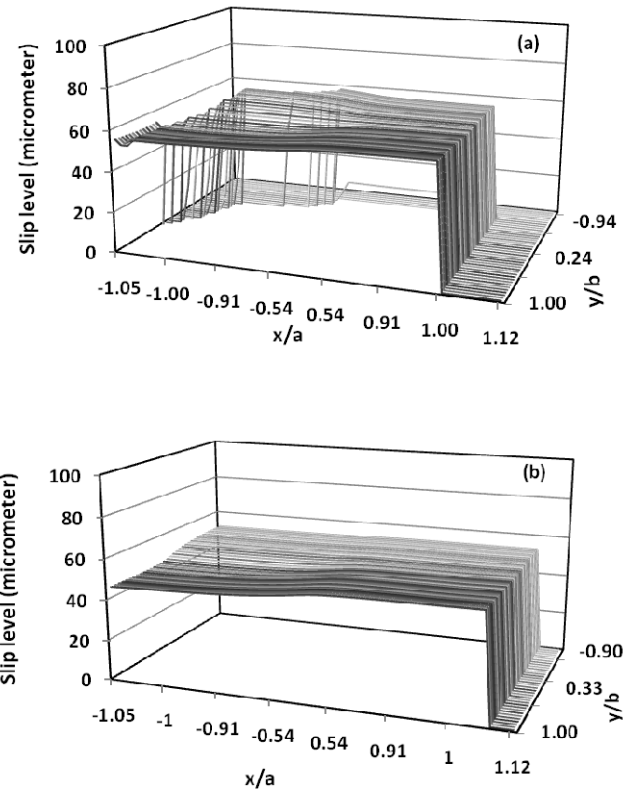 (a)
Slip level (micrometer)
100
80
60
40
20
0
-1.05 -1.00 -0.91 -0.54 0.54 0.91 1.00 1.12
x/a
-0.94
0.24
1.00
y/b
(b)
Slip level (micrometer)
100
80
60
40
20
0
-1.05 -1 -0.91 -0.54 0.54 0.91 1 1.12
x/a
-0.90
0.33
1.00
y/b